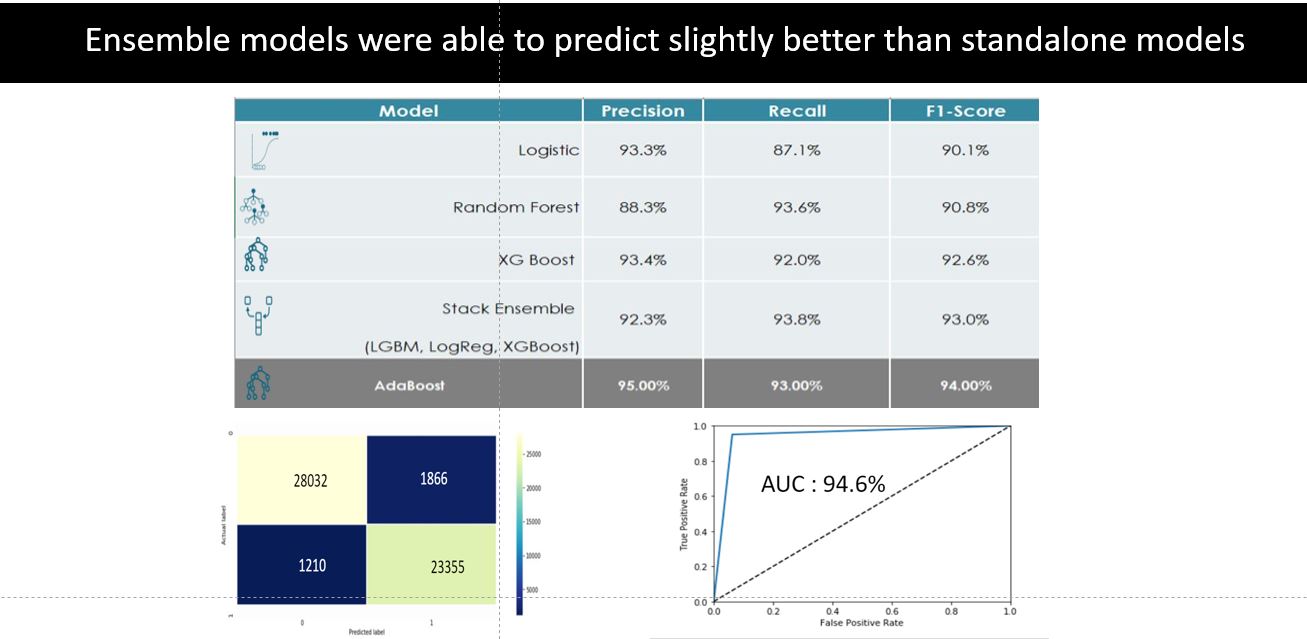 Ensemble models were able to predict slightly better than standalone models
Model Precision Recall F1-Score
Logistic 93.3% 87.1% 90.1%
Random Forest 88.3% 93.6% 90.8%
XG Boost 93.4% 92.0% 92.6%
Stack Ensemble
(LGBM, LogReg, XGBoost) 92.3% 93.8% 93.0%
AdaBoost 95.00% 93.00% 94.00%
0
28032 1866
1210 23355
1
Actual label
0 1
Predicted label
25000
20000
15000
10000
5000
1.0
0.8
0.6
0.4
0.2
0.0
True Positive Rate
AUC : 94.6%
0.0 0.2 0.4 0.6 0.8 1.0
False Positive Rate